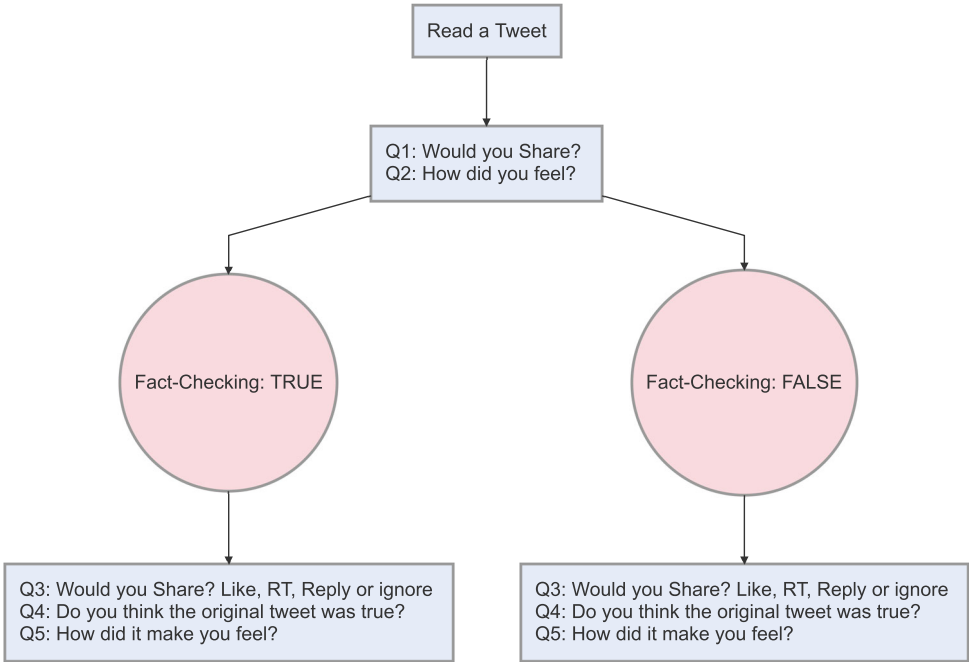 Read a Tweet
Q1: Would you Share?
Q2: How did you feel?
Fact-Checking: TRUE
Fact-Checking: FALSE
Q3: Would you Share? Like, RT, Reply or ignore
Q4: Do you think the original tweet was true?
Q5: How did it make you feel?
Q3: Would you Share? Like, RT, Reply or ignore
Q4: Do you think the original tweet was true?
Q5: How did it make you feel?